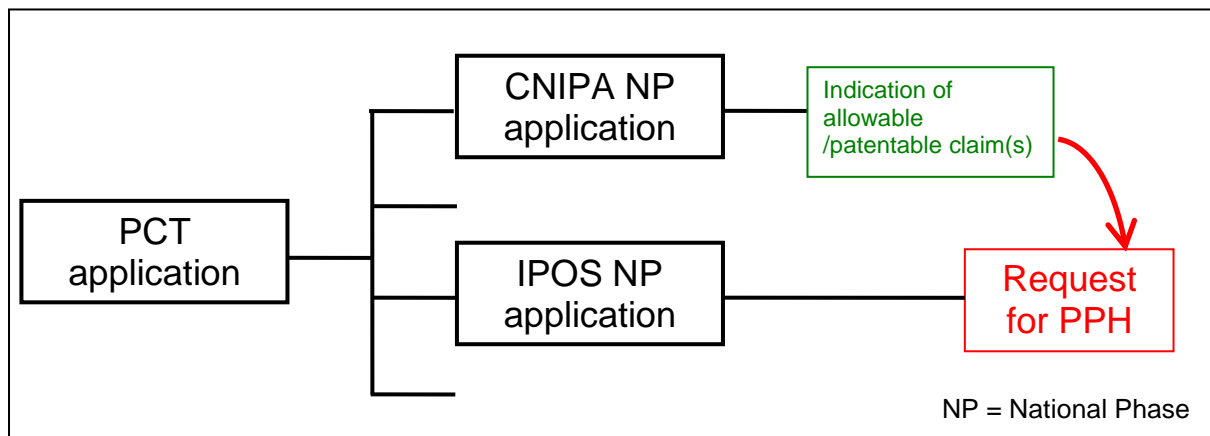 CNIPA NP
application
Indication of
allowable
/patentable claim(s)
PCT
application
IPOS NP
application
Request
for PPH
NP = National Phase